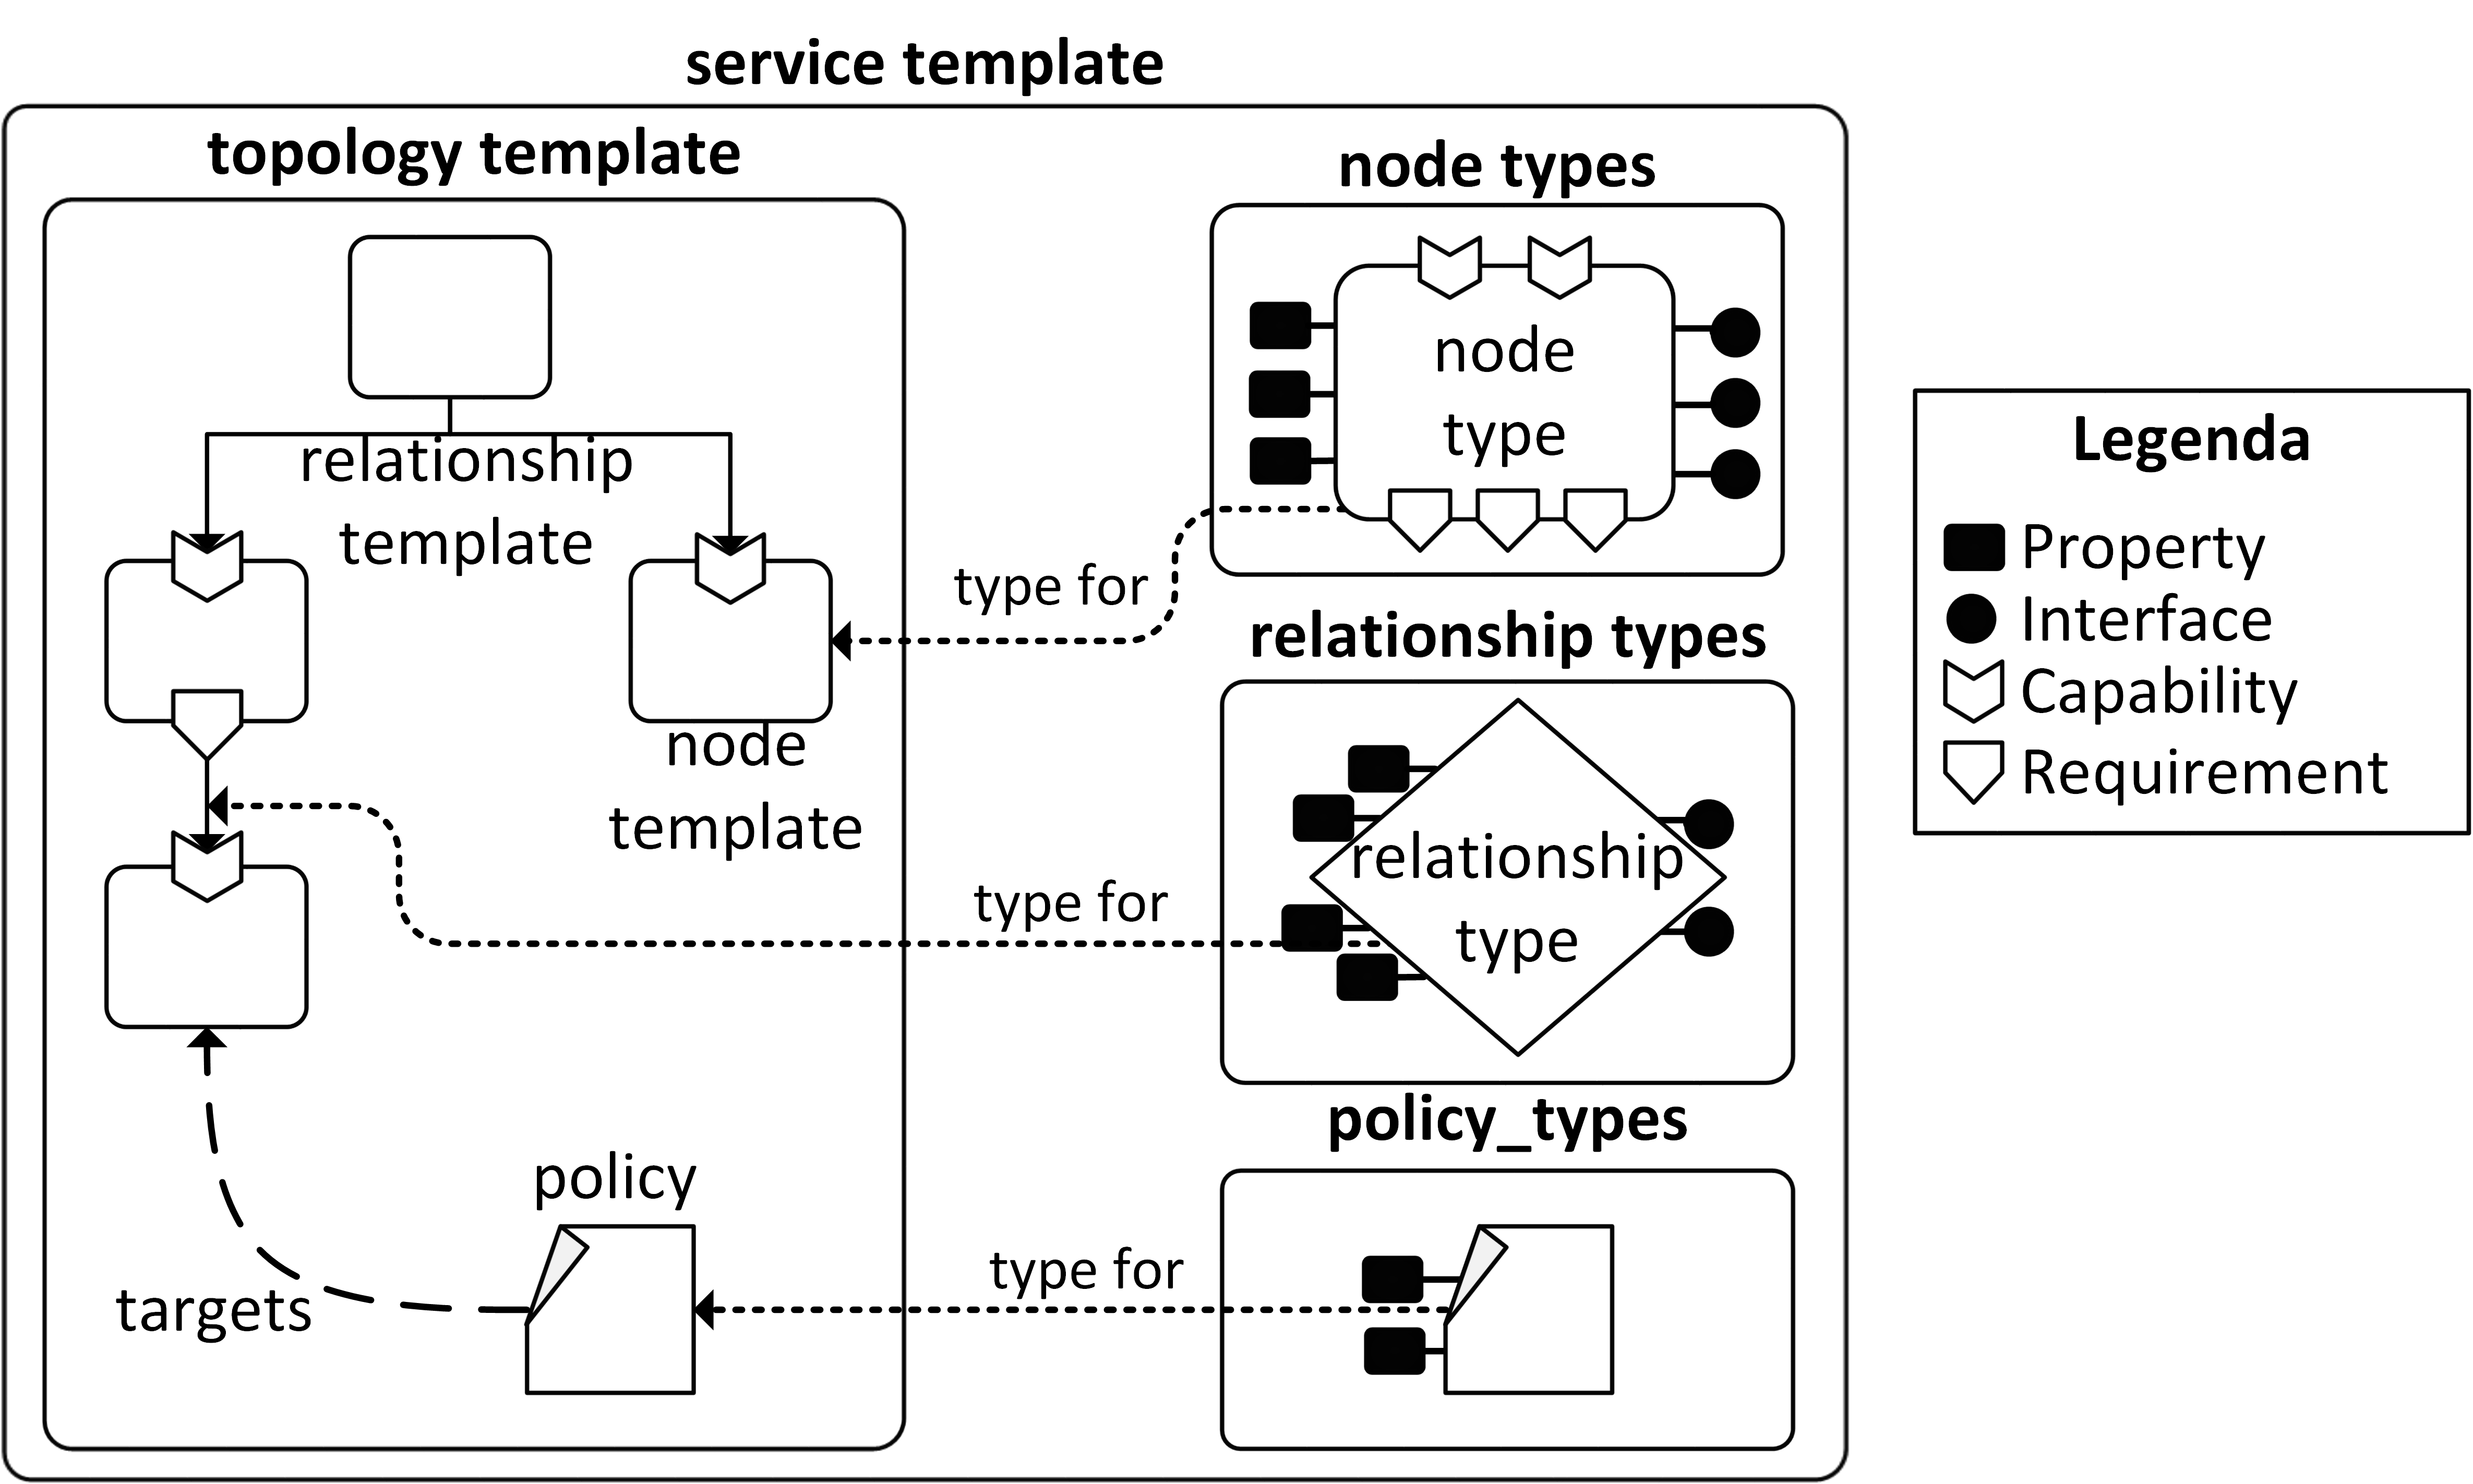 service template
topology template
relationship
template
node
template
policy
targets
type for
type for
type for
node types
node
type
relationship types
relationship
type
policy_types
Legenda
Property
Interface
Capability
Requirement